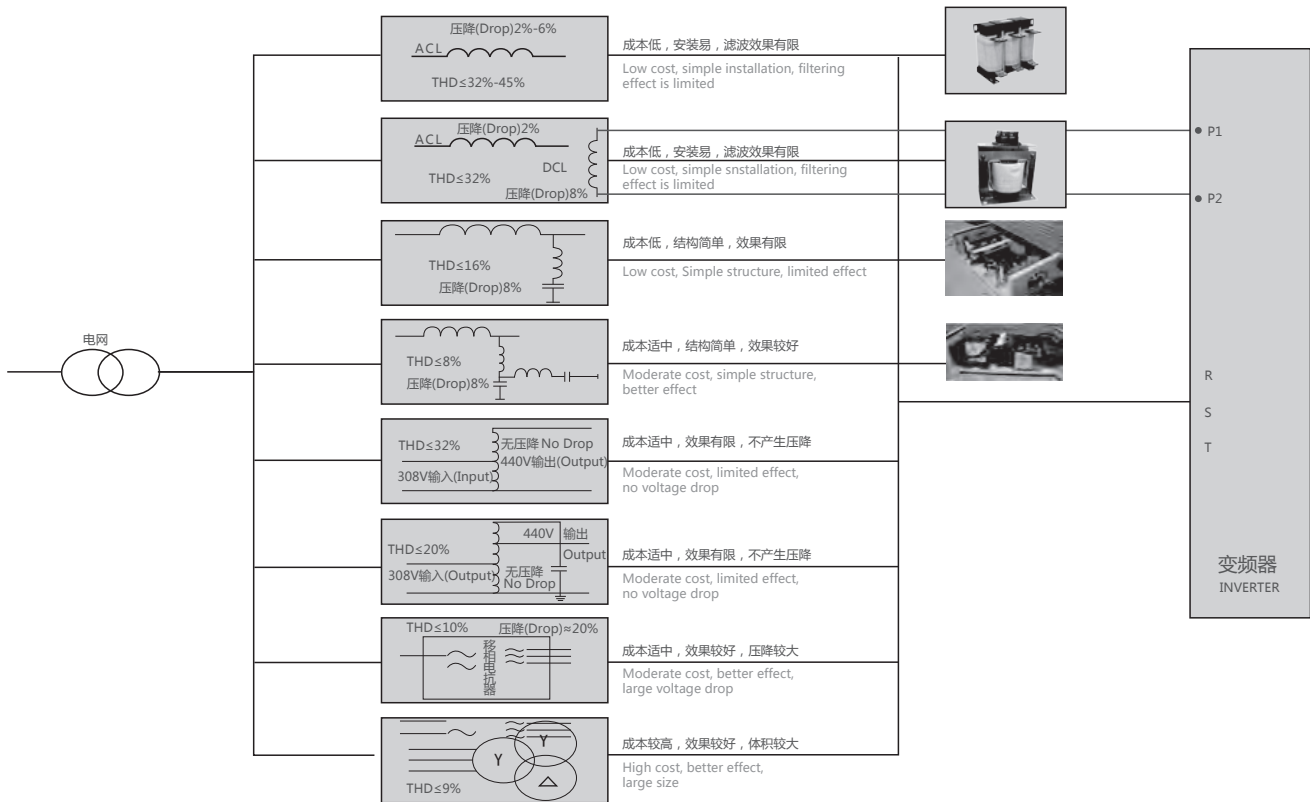 压降(Drop)2%-6%
ACL
THD≤32%-45%
成本低，安装易，滤波效果有限
Low cost, simple installation, filtering
effect is limited
压降(Drop)2%
ACL
DCL
THD≤32%
压降(Drop)8%
成本低，安装易，滤波效果有限
Low cost, simple snstallation, filtering
effect is limited
P1
P2
THD≤16%
压降(Drop)8%
成本低，结构简单，效果有限
Low cost, Simple structure, limited effect
电网
THD≤8%
压降(Drop)8%
成本适中，结构简单，效果较好
Moderate cost, simple structure,
better effect
R
S
T
THD≤32%
无压降No Drop
440V输出(Output)
308V输入(Input)
成本适中，效果有限，不产生压降
Moderate cost, limited effect,
no voltage drop
440V 输出
Output
THD≤20%
308V输入(Output)
无压降
No Drop
成本适中，效果有限，不产生压降
Moderate cost, limited effect,
no voltage drop
变频器
INVERTER
THD≤10%
压降(Drop)≈20%
移相电抗器
成本适中，效果较好，压降较大
Moderate cost, better effect,
large voltage drop
Y
Y
THD≤9%
成本较高，效果较好，体积较大
High cost, better effect,
large size